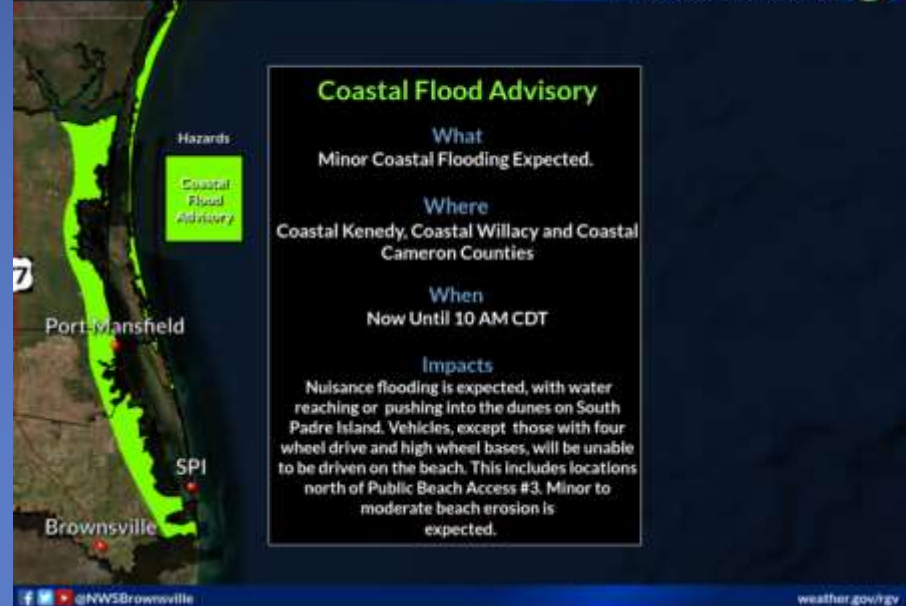 Coastal Flood Advisory
What
Minor Coastal Flooding Expected.
Where
Coastal Kenedy, Coastal Willacy and Coastal
Cameron Counties
When
Now Until 10 AM CDT
Impacts
Nuisance flooding is expected, with water
reaching or pushing into the dunes on South
Padre Island. Vehicles, except those with four
wheel drive and high wheel bases, will be unable
to be driven on the beach. This includes locations
north of Public Beach Access #3. Minor to
moderate beach erosion is
expected.
Hazards
Coastal
Flood
Advisory
7
Port Mansfield
SPI
Brownsville
@NWSBrownsville
weather.gov/rgv